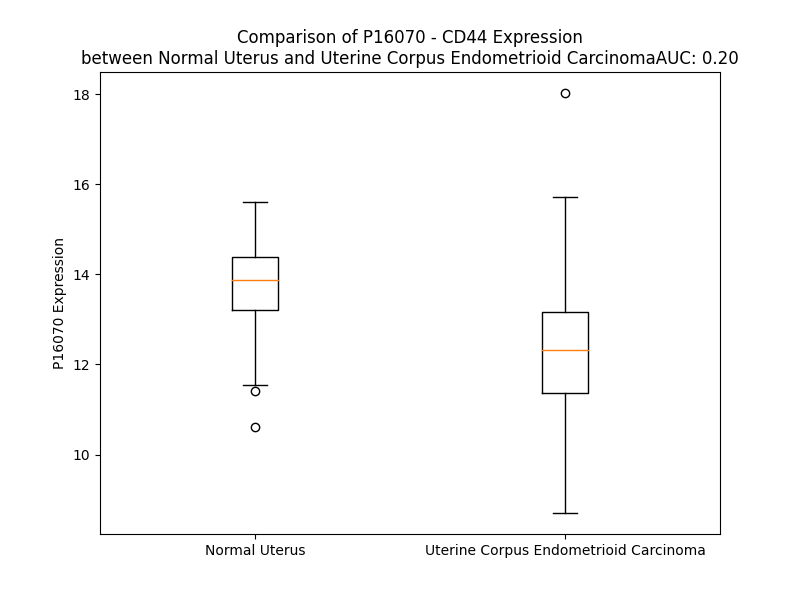 Comparison of P16070 - CD44 Expression
between Normal Uterus and Uterine Corpus Endometrioid CarcinomaAUC: 0.20
18
16
14
12
10
P16070 Expression
Normal Uterus
Uterine Corpus Endometrioid Carcinoma